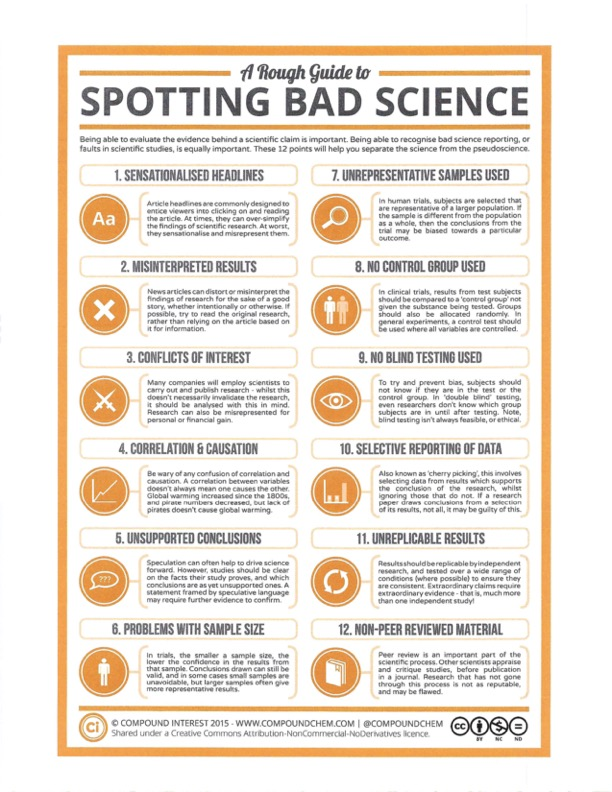 A Rough Guide to
SPOTTING BAD SCIENCE
Being able to evaluate the evidence behind a scientific claim is important. Being able to recognise bad science reporting, or
faults in scientific studies, is equally important. These 12 points will help you separate the science from the pseudoscience.
1. SENSATIONALISED HEADLINES
Aa
Article headlines are commonly designed to
entice viewers into clicking on and reading
the article. At times, they can over-simplify
the findings of scientific research. At worst,
they sensationalise and misrepresent them.
2. MISINTERPRETED RESULTS
News articles can distort or misinterpret the
findings of research for the sake of a good
story, whether intentionally or otherwise. If
possible, try to read the original research,
rather than relying on the article based on
it for information.
3. CONFLICTS OF INTEREST
Many companies will employ scientists to
carry out and publish research - whilst this
doesn't necessarily invalidate the research,
it should be analysed with this in mind.
Research can also be misrepresented for
personal or financial gain.
4. CORRELATION & CAUSATION
Be wary of any confusion of correlation and
causation. A correlation between variables
doesn't always mean one causes the other.
Global warming increased since the 1800s,
and pirate numbers decreased, but lack of
pirates doesn't cause global warming.
5. UNSUPPORTED CONCLUSIONS
???
Speculation can often help to drive science
forward. However, studies should be clear
on the facts their study proves, and which
conclusions are as yet unsupported ones. A
statement framed by speculative language
may require further evidence to confirm.
6. PROBLEMS WITH SAMPLE SIZE
In trials, the smaller a sample size, the
lower the confidence in the results from
that sample. Conclusions drawn can still be
valid, and in some cases small samples are
unavoidable, but larger samples often give
more representative results.
7. UNREPRESENTATIVE SAMPLES USED
In human trials, subjects are selected that
are representative of a larger population. If
the sample is different from the population
as a whole, then the conclusions from the
trial may be biased towards a particular
outcome.
8. NO CONTROL GROUP USED
In clinical trials, results from test subjects
should be compared to a 'control group' not
given the substance being tested. Groups
should also be allocated randomly. In
general experiments, a control test should
be used where all variables are controlled.
9. NO BLIND TESTING USED
To try and prevent bias, subjects should
not know if they are in the test or the
control group. In 'double blind' testing,
even researchers don't know which group
subjects are in until after testing. Note,
blind testing isn't always feasible, or ethical.
10. SELECTIVE REPORTING OF DATA
Also known as 'cherry picking', this involves
selecting data from results which supports
the conclusion of the research, whilst
ignoring those that do not. If a research
paper draws conclusions from a selection
of its results, not all, it may be guilty of this.
11. UNREPLICABLE RESULTS
Results should be replicable by independent
research, and tested over a wide range of
conditions (where possible) to ensure they
are consistent. Extraordinary claims require
extraordinary evidence - that is, much more
than one independent study!
12. NON-PEER REVIEWED MATERIAL
Peer review is an important part of the
scientific process. Other scientists appraise
and critique studies, before publication
in a journal. Research that has not gone
through this process is not as reputable,
and may be flawed.
Ci
© COMPOUND INTEREST 2015 - WWW.COMPOUNDCHEM.COM | @COMPOUNDCHEM
Shared under a Creative Commons Attribution-NonCommercial-NoDerivatives licence.
cc
BY NC ND